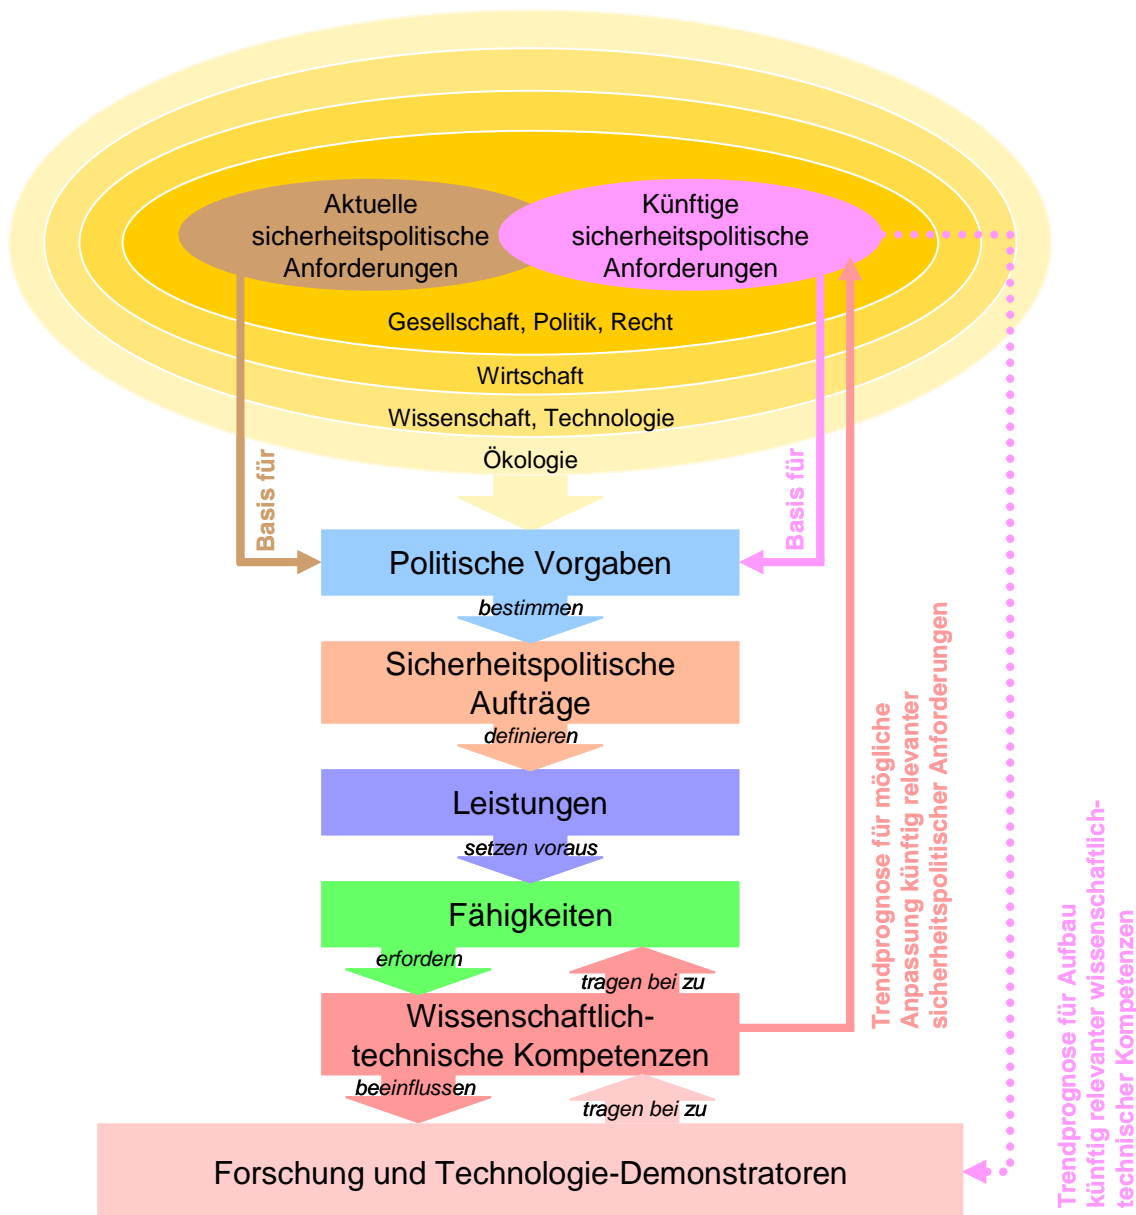 Aktuelle
sicherheitspolitische
Anforderungen
Künftige
sicherheitspolitische
Anforderungen
Gesellschaft, Politik, Recht
Wirtschaft
Wissenschaft, Technologie
Ökologie
Basis für
Basis für
Politische Vorgaben
bestimmen
Sicherheitspolitische
Aufträge
definieren
Leistungen
setzen voraus
Fähigkeiten
erfordern
tragen bei zu
Wissenschaftlich-
technische Kompetenzen
beeinflussen
tragen bei zu
Forschung und Technologie-Demonstratoren
Trendprognose für mögliche
Anpassung künftig relevanter
sicherheitspolitischer Anforderungen
Trendprognose für Aufbau
künftig relevanter wissenschaftlich-
technischer Kompetenzen